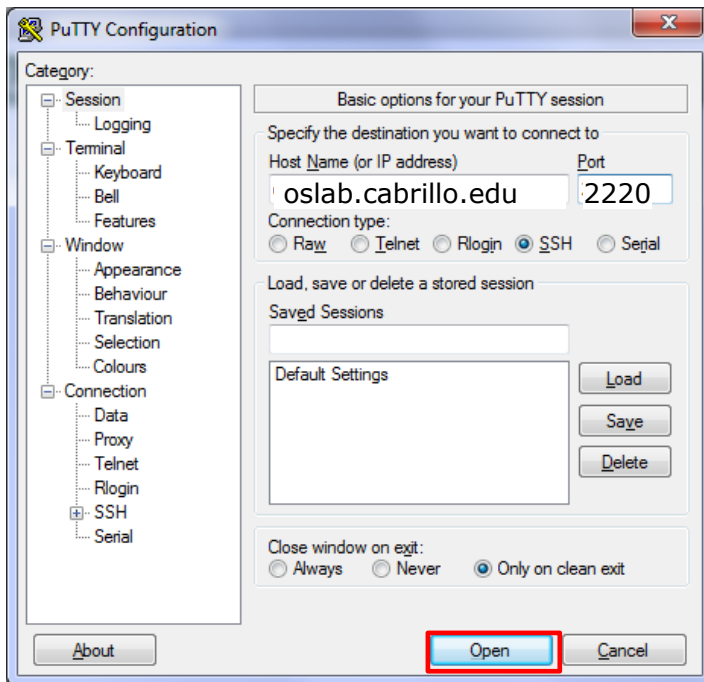 PuTTY Configuration
Category:
Session
Logging
Terminal
Keyboard
Bell
Features
Window
Appearance
Behaviour
Translation
Selection
Colours
Connection
Data
Proxy
Telnet
Rlogin
SSH
Serial
Basic options for your PuTTY session
Specify the destination you want to connect to
Host Name (or IP address) Port
oslab.cabrillo.edu 2220
Connection type:
Raw Telnet Rlogin SSH Serial
Load, save or delete a stored session
Saved Sessions
Default Settings
Load
Save
Delete
Close window on exit:
Always Never Only on clean exit
About Open Cancel